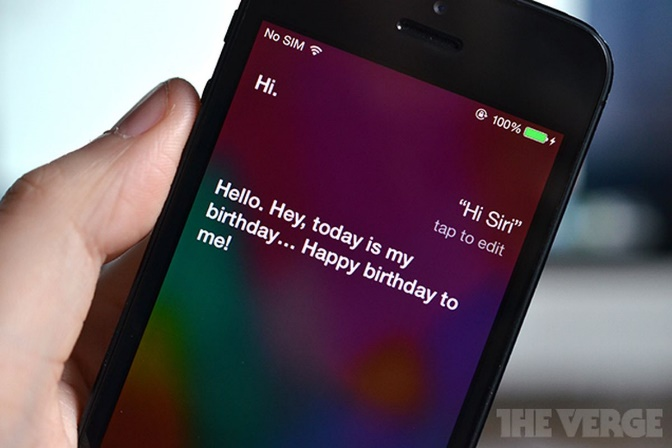 No SIM
100%
Hi.
“Hi Siri”
tap to edit
Hello. Hey, today is my
birthday... Happy birthday to
me!
THE VERGE